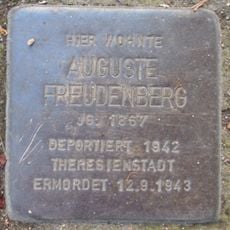 HIER WOHNTE
AUGUSTE
FREUDENBERG
JG. 1867
DEPORTIERT 1942
THERESIENSTADT
ERMORDET 12.9.1943